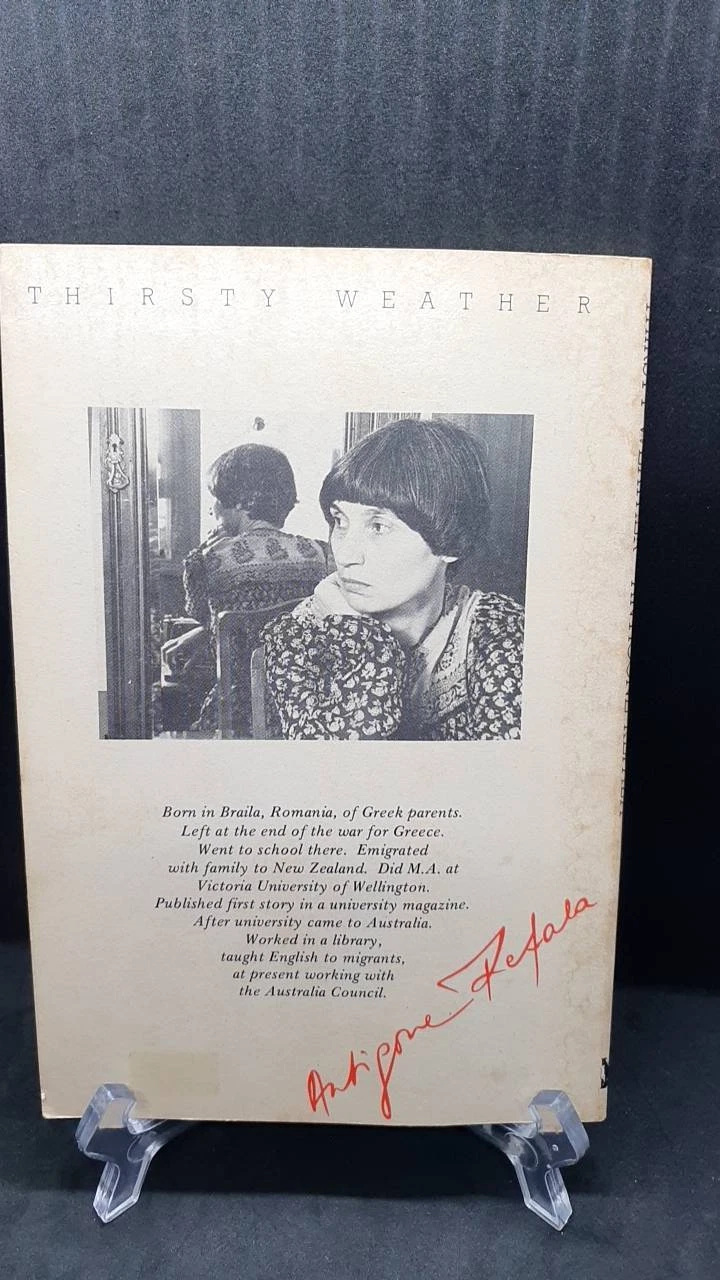 THIRSTY WEATHER
Born in Braila, Romania, of Greek parents.
Left at the end of the war for Greece.
Went to school there. Emigrated
with family to New Zealand. Did M.A. at
Victoria University of Wellington.
Published first story in a university magazine.
After university came to Australia.
Worked in a library,
taught English to migrants,
at present working with
the Australia Council.
Antigone Kefala